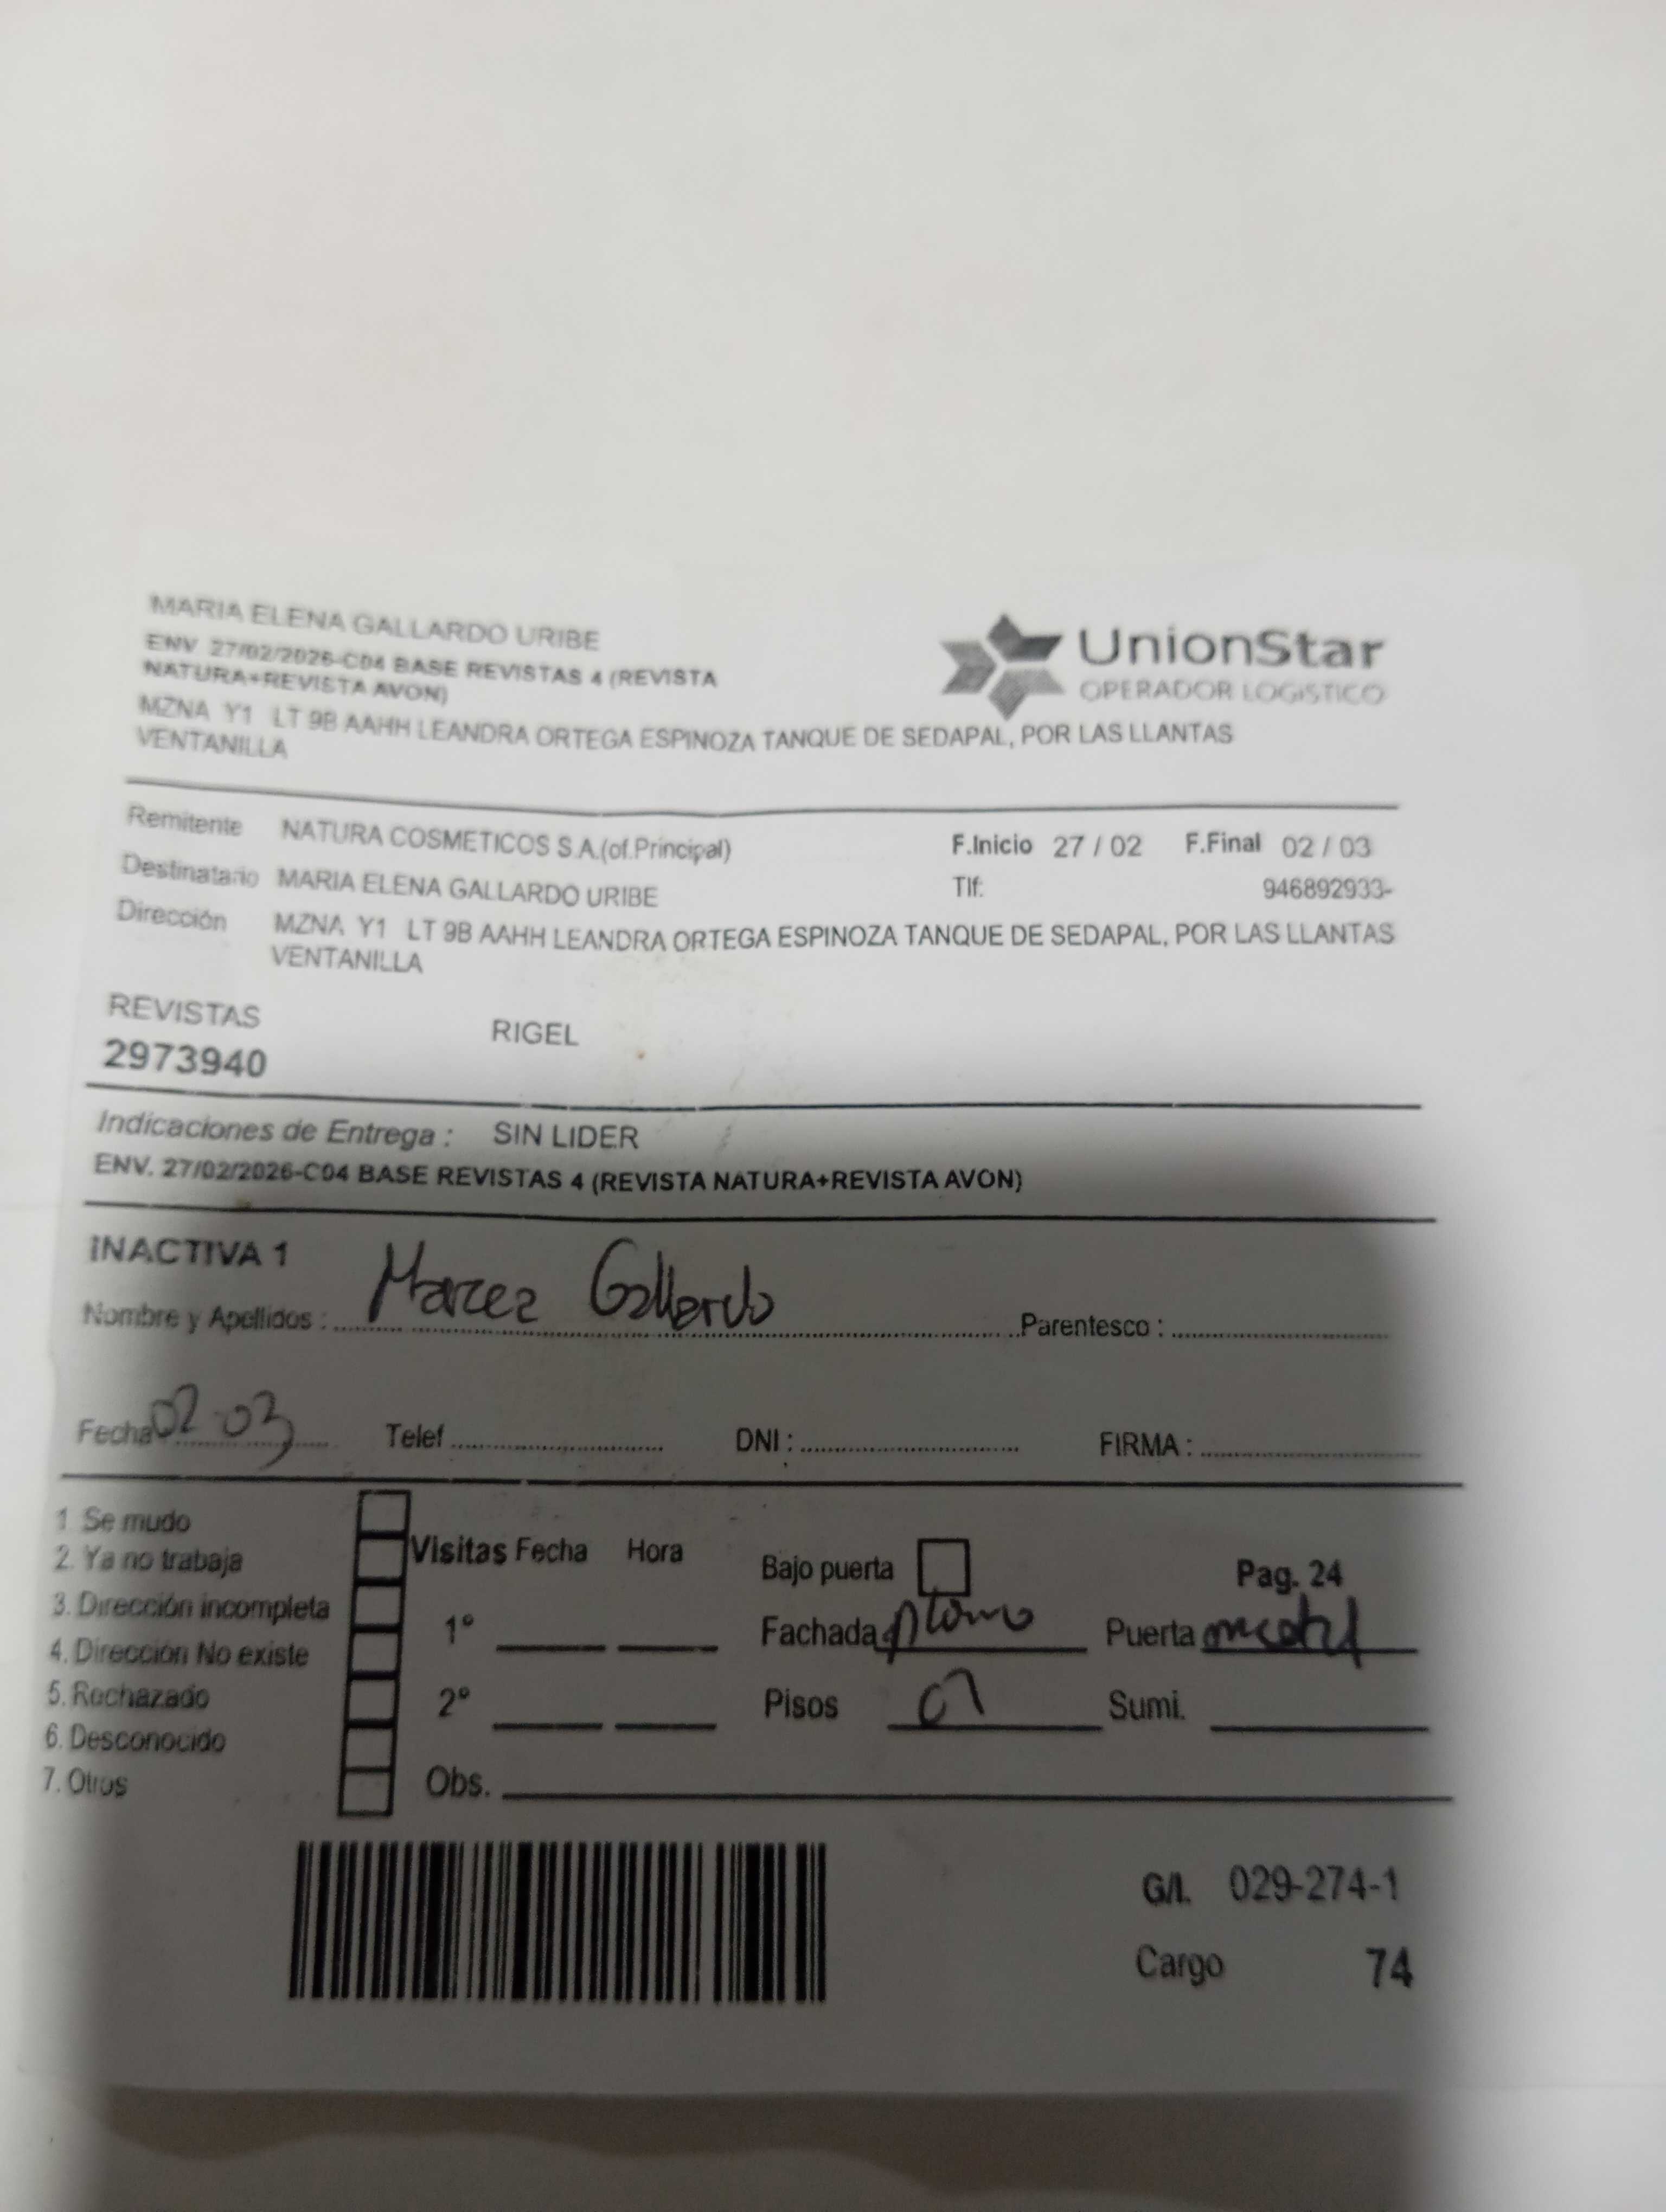 MARIA ELENA GALLARDO URIBE
ENV. 27/02/2026-C04 BASE REVISTAS 4 (REVISTA
NATURA+REVISTA AVON)
MZNA Y1 LT 9B AAHH LEANDRA ORTEGA ESPINOZA TANQUE DE SEDAPAL, POR LAS LLANTAS
VENTANILLA
UnionStar
OPERADOR LOGISTICO
Remitente NATURA COSMETICOS S.A.(of.Principal) F.Inicio 27 / 02 F.Final 02 / 03
Destinatario MARIA ELENA GALLARDO URIBE Tlf: 946892933-
Dirección MZNA Y1 LT 9B AAHH LEANDRA ORTEGA ESPINOZA TANQUE DE SEDAPAL, POR LAS LLANTAS
VENTANILLA
REVISTAS RIGEL
2973940
Indicaciones de Entrega : SIN LIDER
ENV. 27/02/2026-C04 BASE REVISTAS 4 (REVISTA NATURA+REVISTA AVON)
INACTIVA 1
Nombre y Apellidos : Gallardo Parentesco :
Fecha 02-03 Telef DNI : FIRMA :
1 Se mudo
2. Ya no trabaja
3. Dirección incompleta
4. Dirección No existe
5. Rechazado
6. Desconocido
7. Otros
Visitas Fecha Hora
1°
2°
Obs.
Bajo puerta Pag. 24
Fachada plomo Puerta metal
Pisos 01 Sumi.
G/I. 029-274-1
Cargo 74